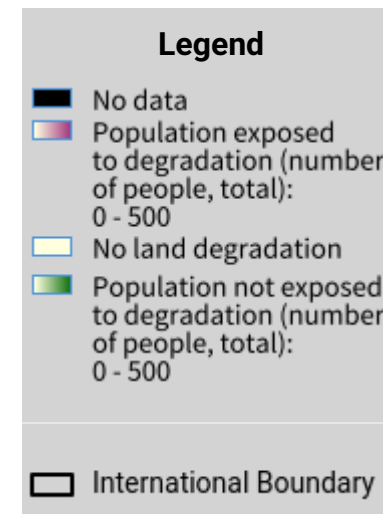 Legend
No data
Population exposed
to degradation (number
of people, total):
0 - 500
No land degradation
Population not exposed
to degradation (number
of people, total):
0 - 500
International Boundary